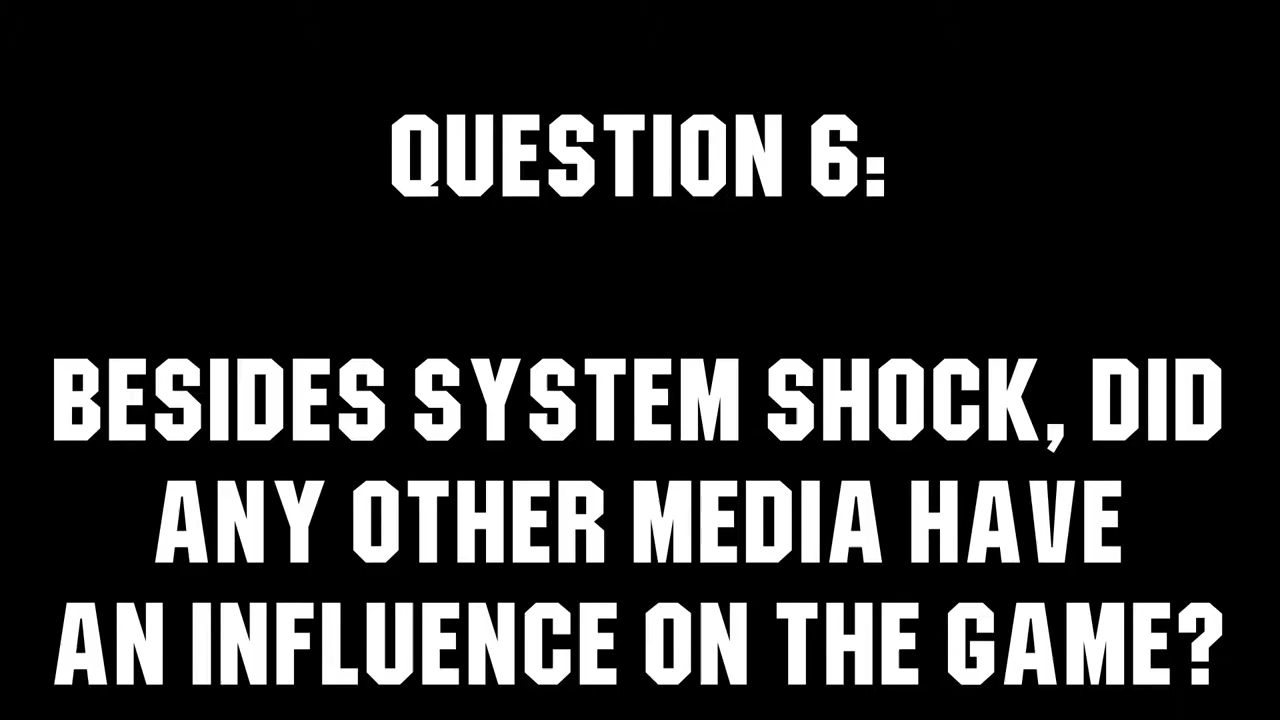 QUESTION 6:
BESIDES SYSTEM SHOCK, DID
ANY OTHER MEDIA HAVE
AN INFLUENCE ON THE GAME?